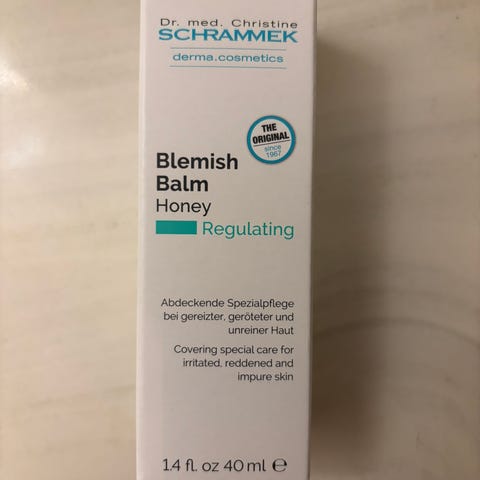 Dr. med. Christine
SCHRAMMEK
derma.cosmetics
THE
ORIGINAL
since
1967
Blemish
Balm
Honey
Regulating
Abdeckende Spezialpflege
bei gereizter, geröteter und
unreiner Haut
Covering special care for
irritated, reddened and
impure skin
1.4 fl. oz 40 ml ℮